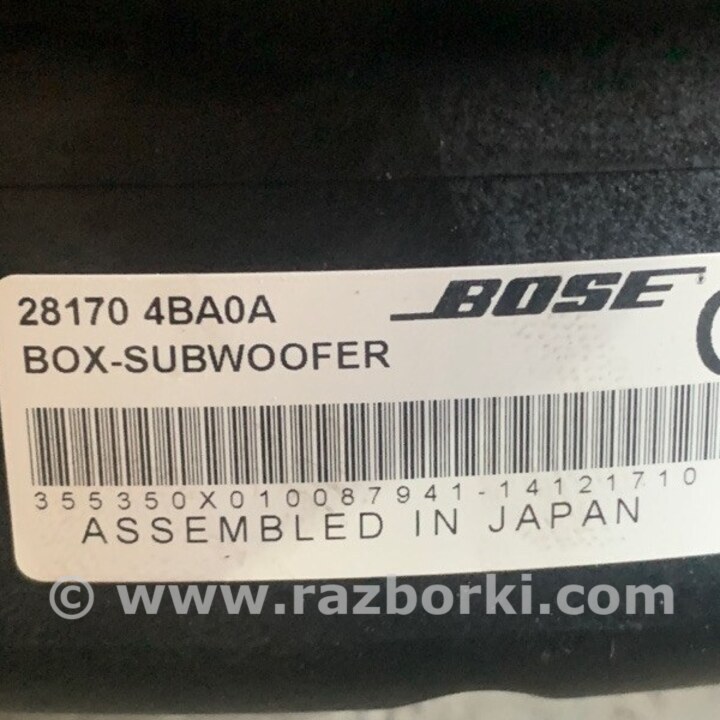 28170 4BA0A
BOSE
BOX-SUBWOOFER
355350X010087941-14121710
ASSEMBLED IN JAPAN
© www.razborki.com